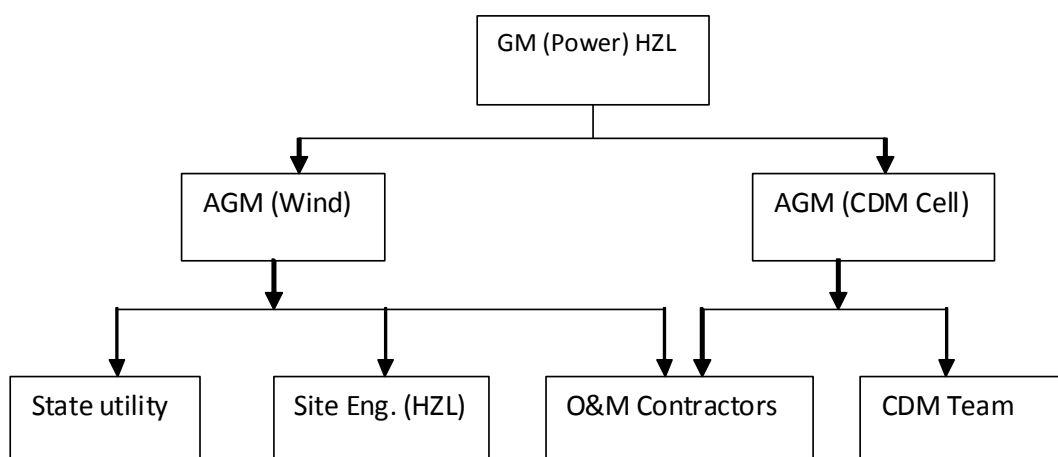 GM (Power) HZL
AGM (Wind)
AGM (CDM Cell)
State utility
Site Eng. (HZL)
O&M Contractors
CDM Team